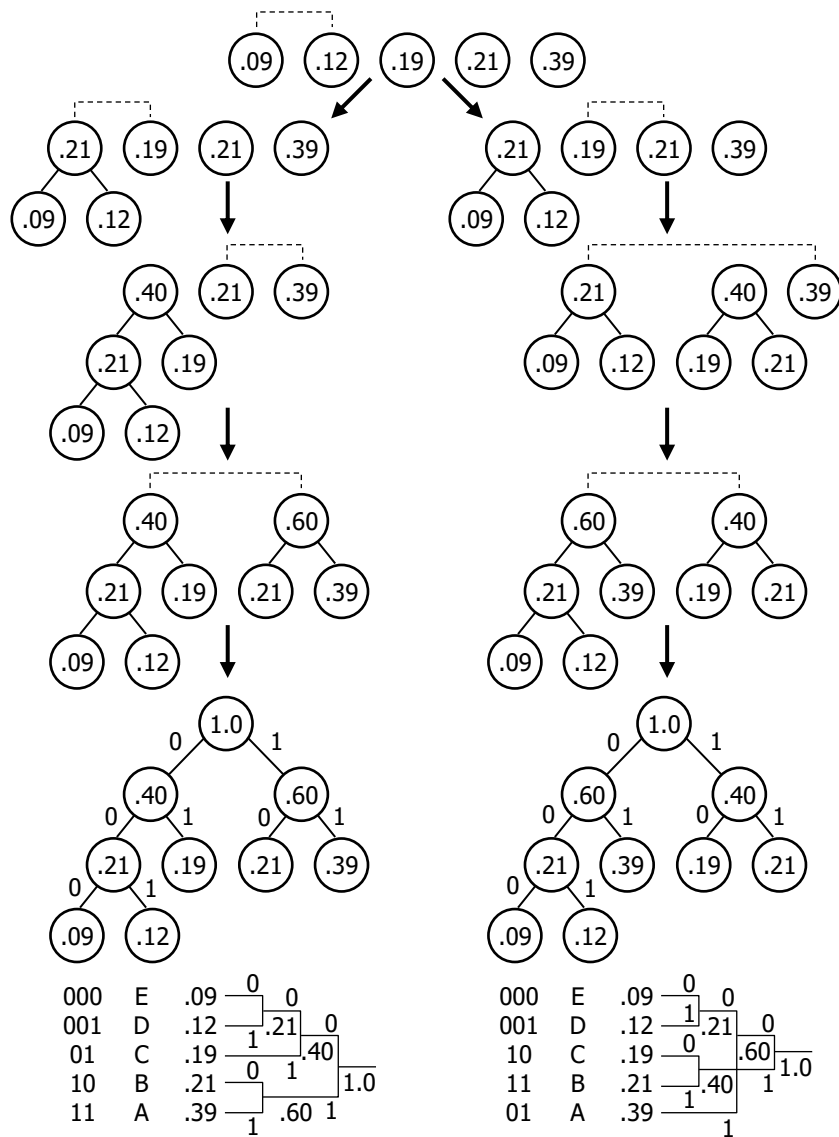 .09 .12 .19 .21 .39
.21 .19 .21 .39 .21 .19 .21 .39
.09 .12 .09 .12
.40 .21 .39 .21 .40 .39
.21 .19 .09 .12 .19 .21
.09 .12
.40 .60 .60 .40
.21 .19 .21 .39 .21 .39 .19 .21
.09 .12 .09 .12
1.0 1.0
0 1 0 1
.40 .60 .60 .40
0 1 0 1 0 1 0 1
.21 .19 .21 .39 .21 .39 .19 .21
0 1 0 1
.09 .12 .09 .12
0 0
000 E .09 0 000 E .09 0
001 D .12 .21 0 001 D .12 1 .21 0
1 .40 0 .60
01 C .19 1 10 C .19
0 1.0 .40 1 1.0
10 B .21 11 B .21
.60 1 1
11 A .39 01 A .39
1 1